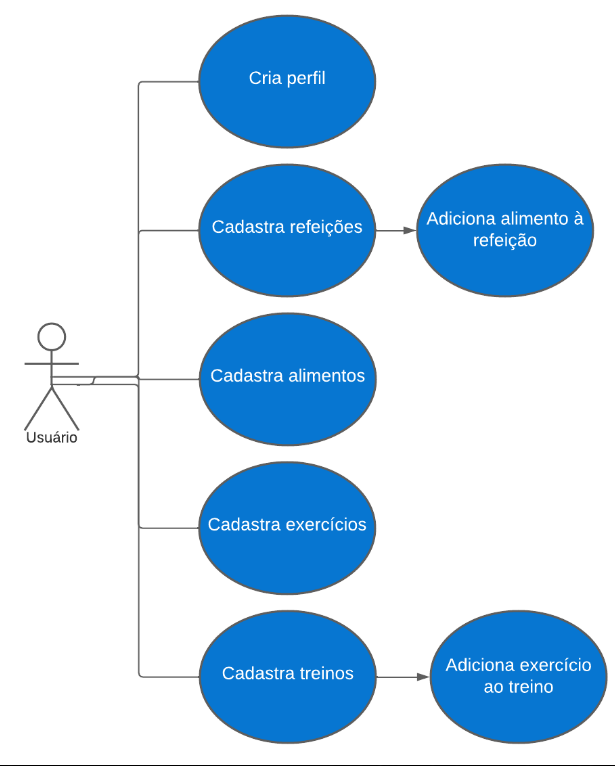 Cria perfil
Cadastra refeições
Adiciona alimento à
refeição
Cadastra alimentos
Usuário
Cadastra exercícios
Cadastra treinos
Adiciona exercício
ao treino